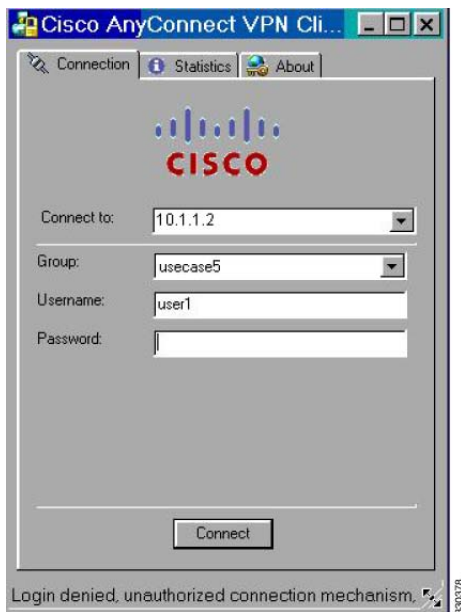 Cisco AnyConnect VPN Cli...
Connection Statistics About
CISCO
Connect to: 10.1.1.2
Group: usecase5
Username: user1
Password:
Connect
Login denied, unauthorized connection mechanism,